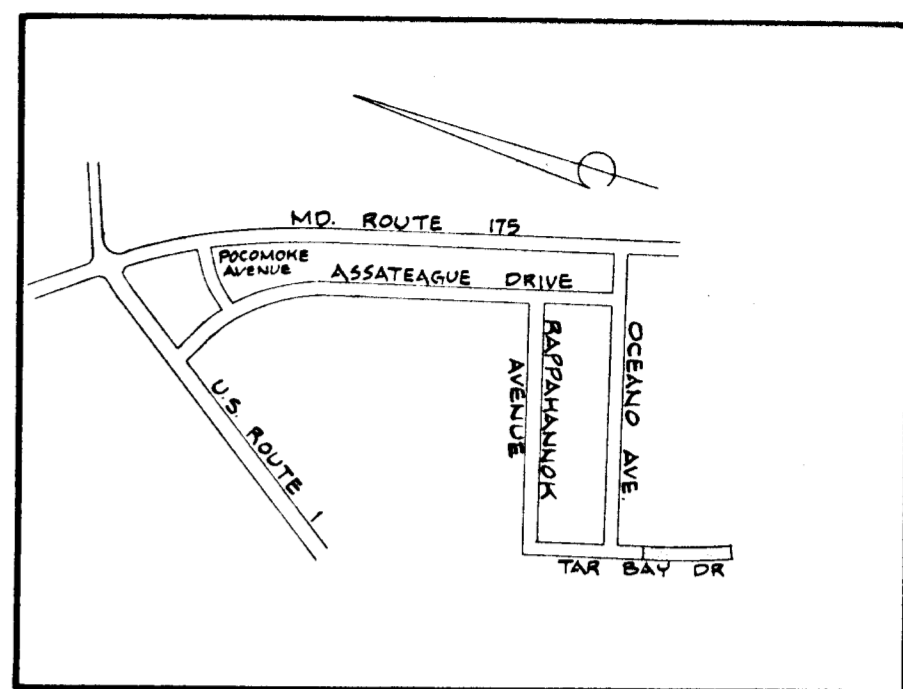 MD. ROUTE 175
POCOMOKE
AVENUE
ASSATEAGUE DRIVE
U.S. ROUTE 1
AVENUE
RAPPAHANNOK
OCEANO AVE.
TAR BAY DR